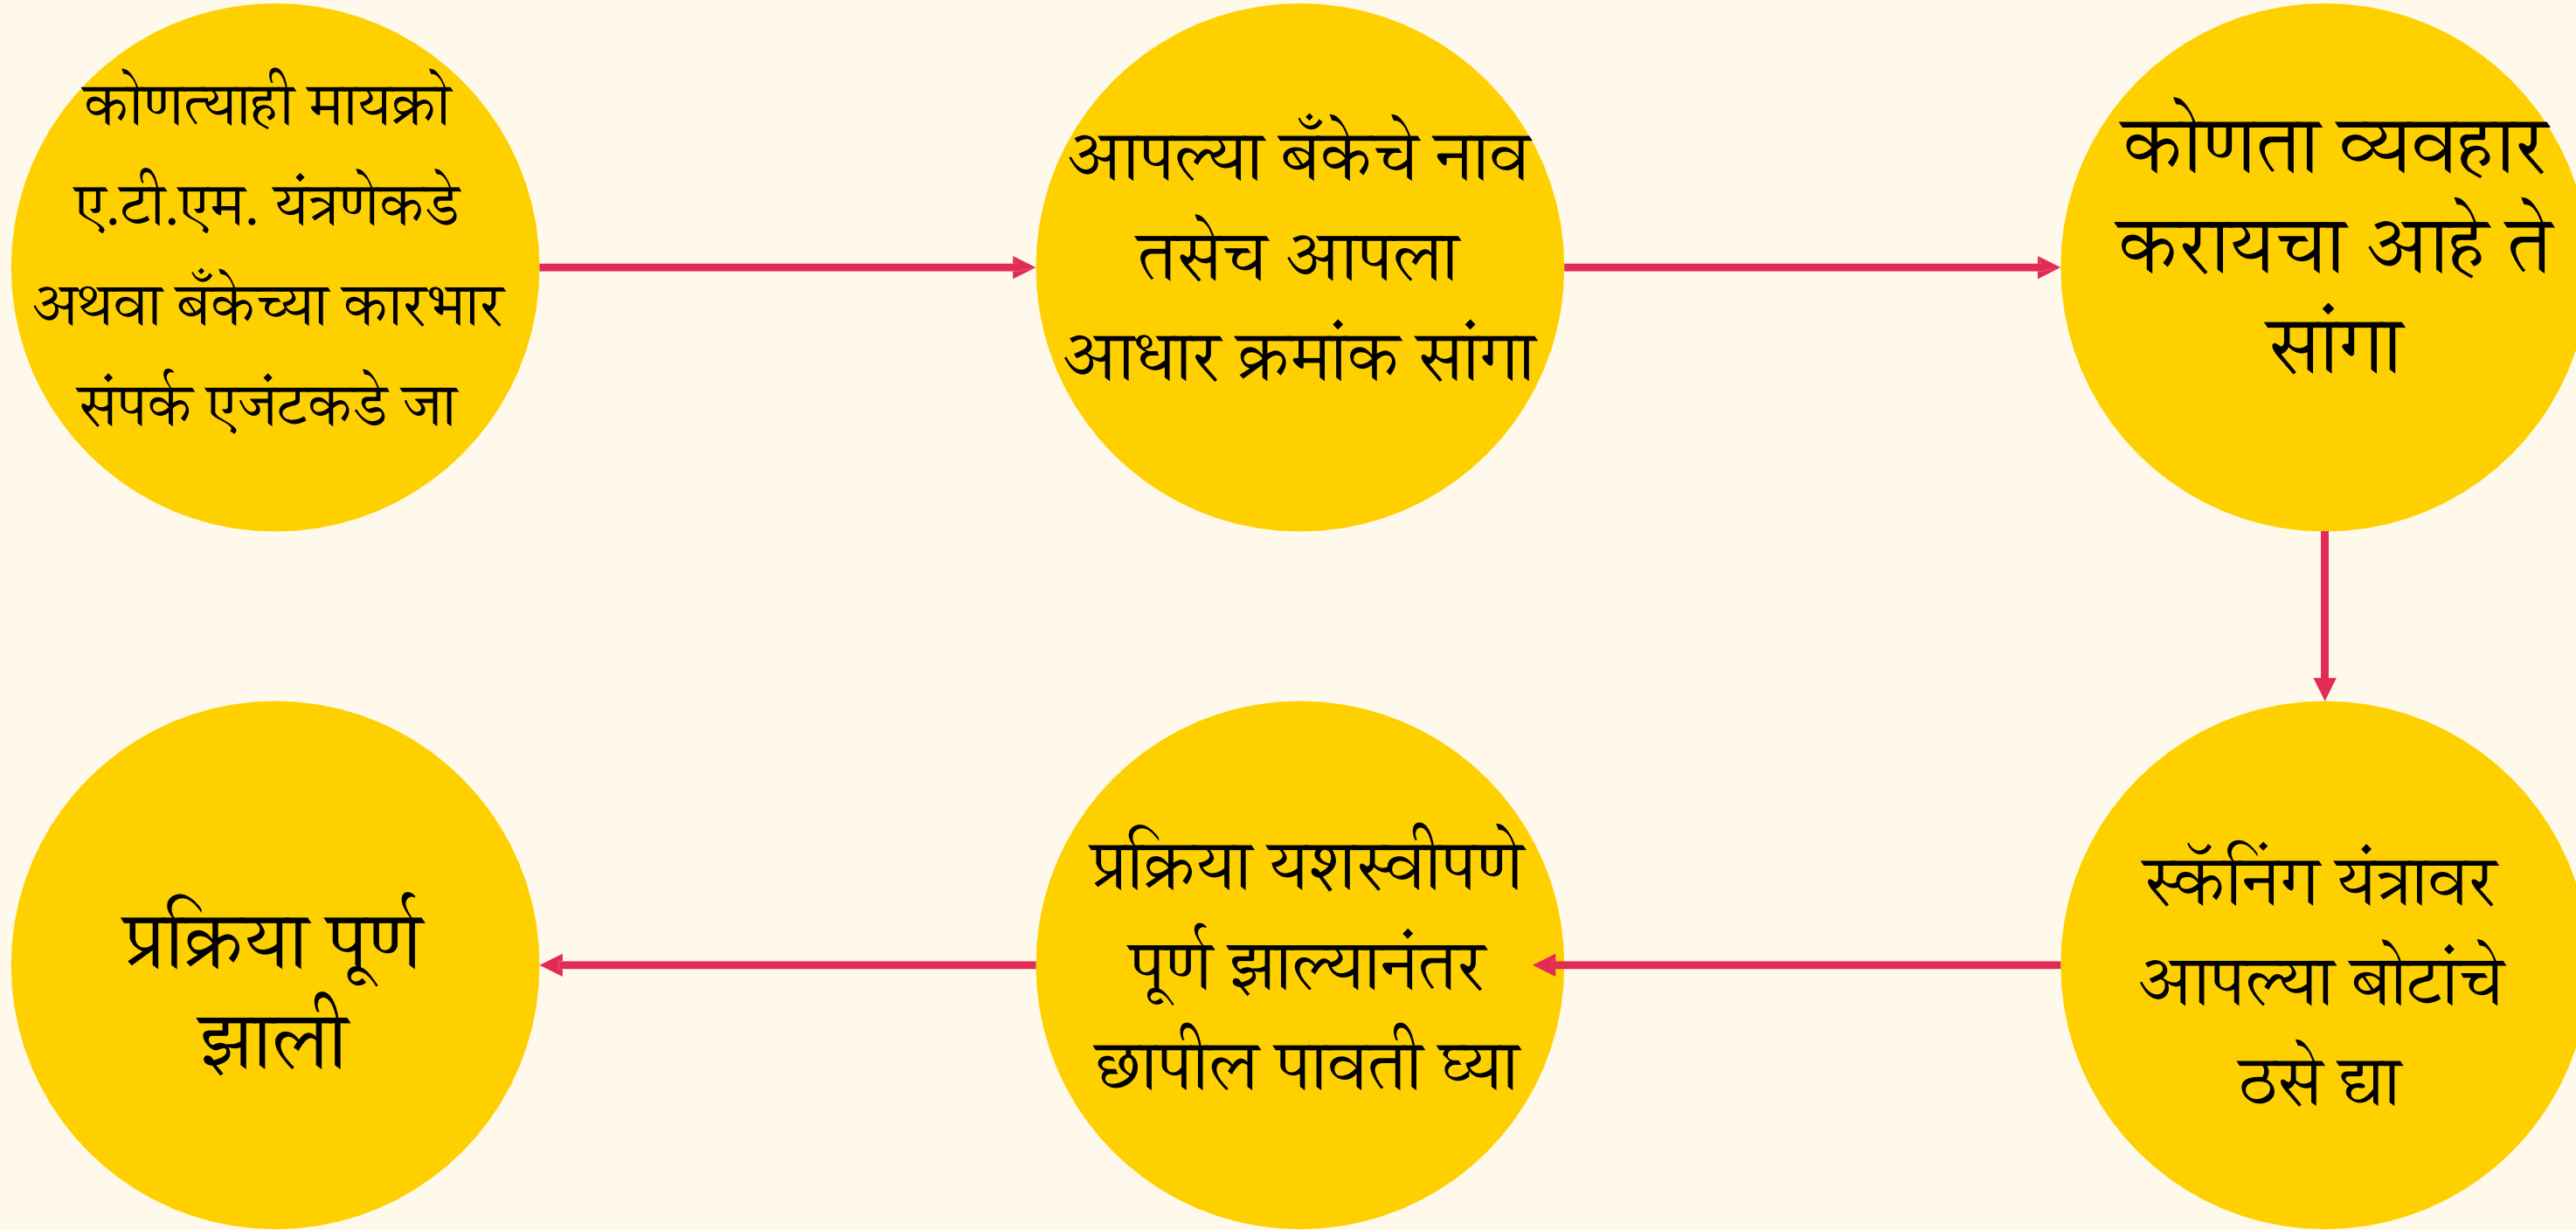 कोणत्याही मायक्रो
ए.टी.एम. यंत्रणेकडे
अथवा बँकेच्या कारभार
संपर्क एजंटकडे जा
आपल्या बँकेचे नाव
तसेच आपला
आधार क्रमांक सांगा
कोणता व्यवहार
करायचा आहे ते
सांगा
स्कॅनिंग यंत्रावर
आपल्या बोटांचे
ठसे द्या
प्रक्रिया यशस्वीपणे
पूर्ण झाल्यानंतर
छापील पावती घ्या
प्रक्रिया पूर्ण
झाली